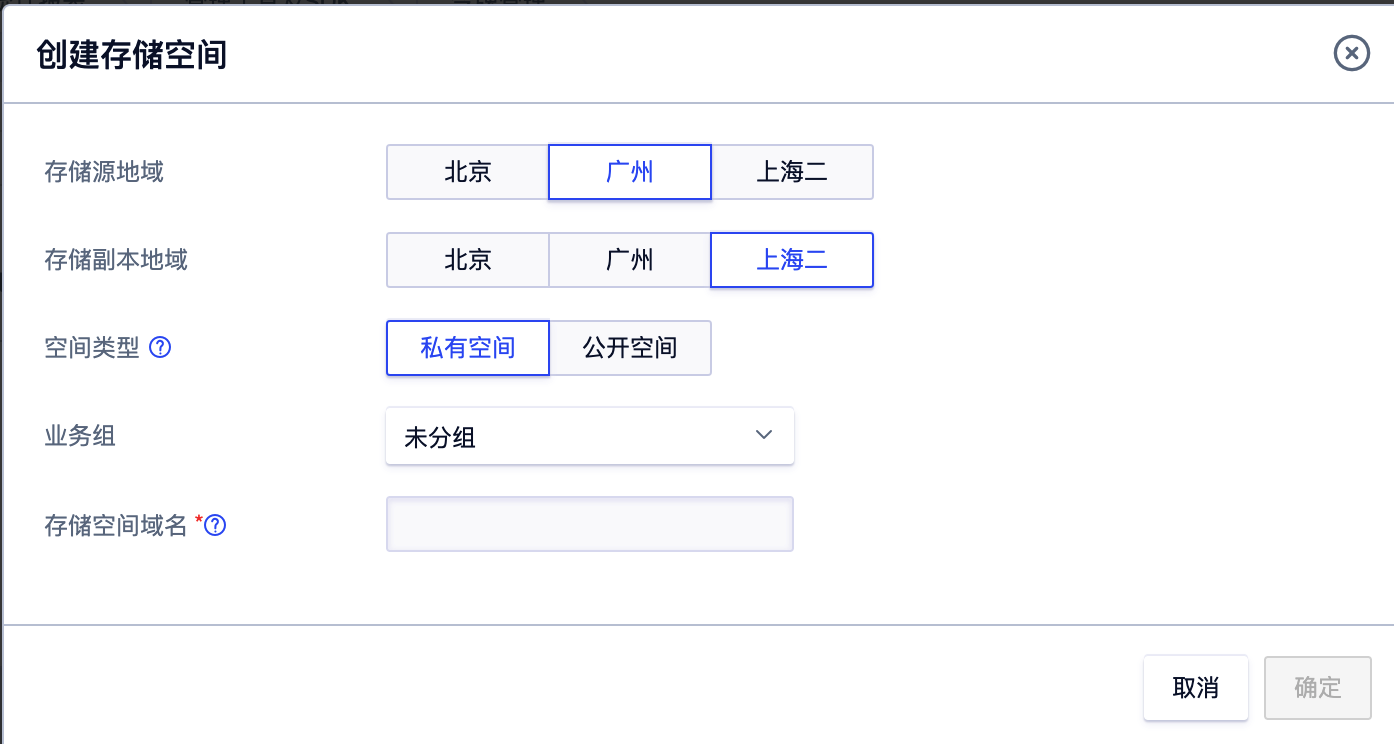 创建存储空间
存储源地域 北京 广州 上海二
存储副本地域 北京 广州 上海二
空间类型 ? 私有空间 公开空间
业务组 未分组
存储空间域名 *?
取消 确定